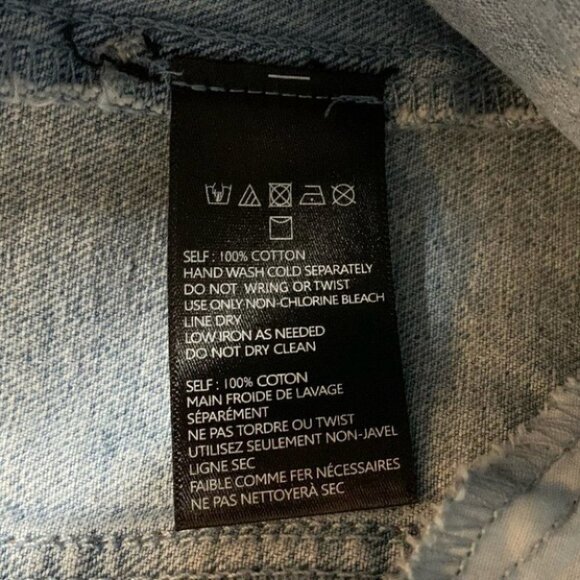 SELF : 100% COTTON
HAND WASH COLD SEPARATELY
DO NOT WRING OR TWIST
USE ONLY NON-CHLORINE BLEACH
LINE DRY
LOW IRON AS NEEDED
DO NOT DRY CLEAN
SELF : 100% COTON
MAIN FROIDE DE LAVAGE
SÉPARÉMENT
NE PAS TORDRE OU TWIST
UTILISEZ SEULEMENT NON-JAVEL
LIGNE SEC
FAIBLE COMME FER NÉCESSAIRES
NE PAS NETTOYERÀ SEC